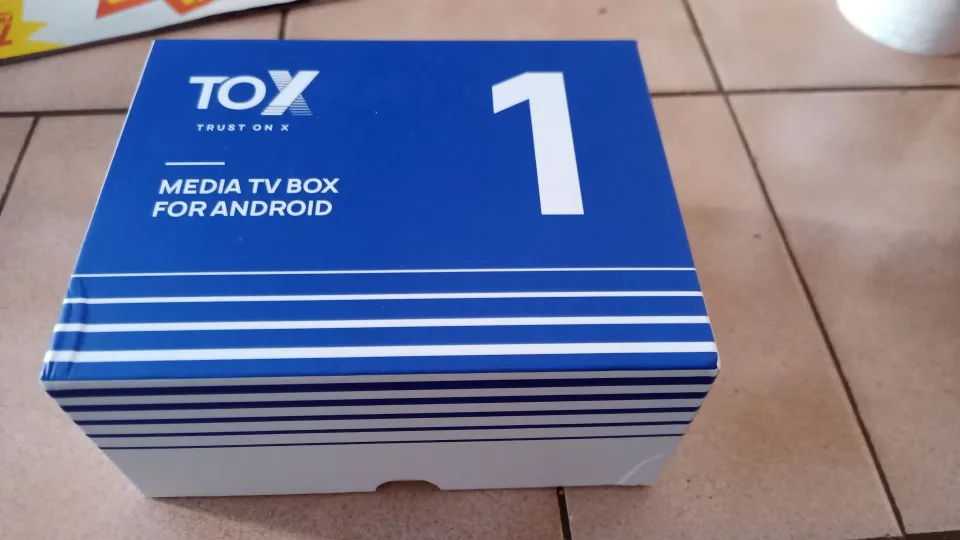 TOX
TRUST ON X
1
MEDIA TV BOX
FOR ANDROID